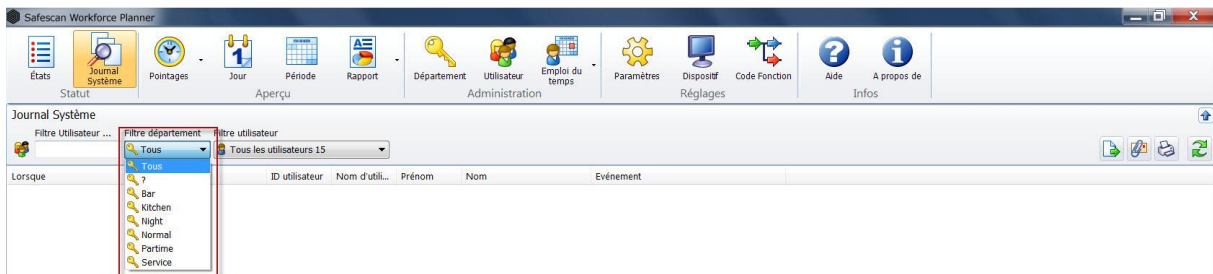 Safescan Workforce Planner
États Journal Système Pointages Jour Période Rapport Département Utilisateur Emploi du temps Paramètres Dispositif Code Fonction Aide A propos de
Statut Aperçu Administration Réglages Infos
Journal Système
Filtre Utilisateur ... Filtre département Filtre utilisateur
Tous Tous les utilisateurs 15
Lorsque ID utilisateur Nom d'utili... Prénom Nom Evénement
Tous
?
Bar
Kitchen
Night
Normal
Partime
Service